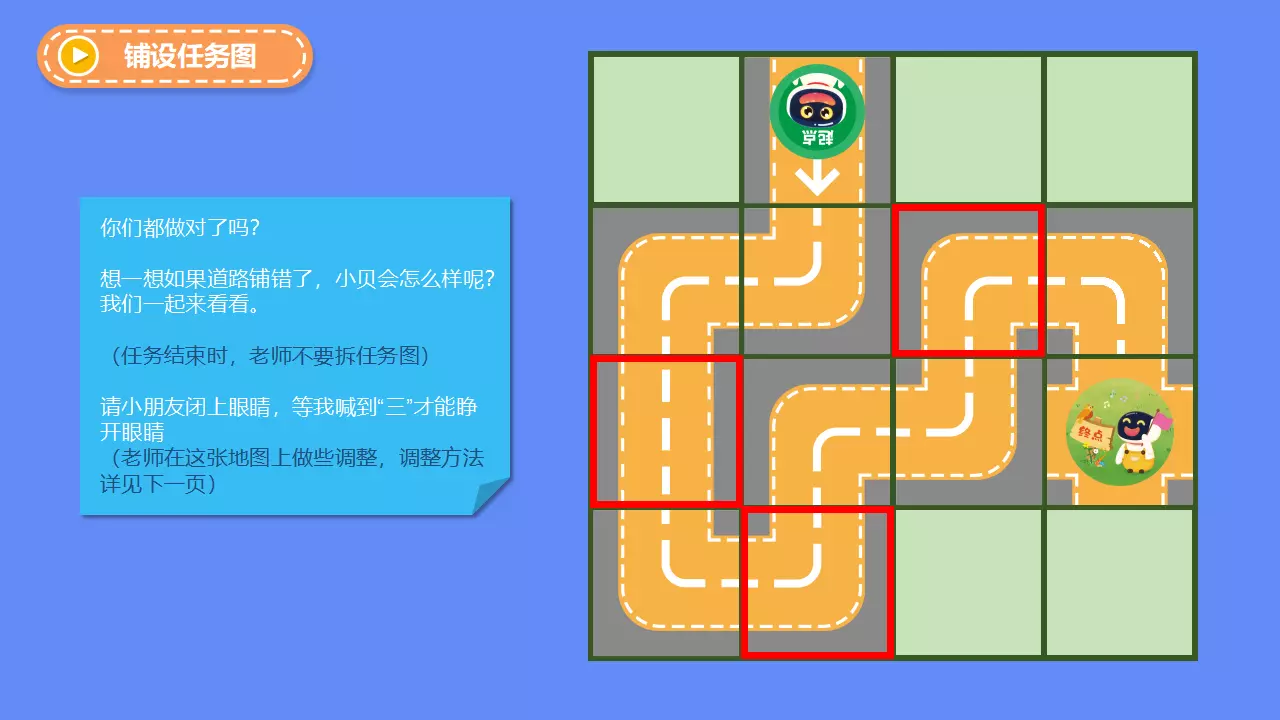 铺设任务图
你们都做对了吗？
想一想如果道路铺错了，小贝会怎么样呢？
我们一起来看看。
（任务结束时，老师不要拆任务图）
请小朋友闭上眼睛，等我喊到“三”才能睁
开眼睛
（老师在这张地图上做些调整，调整方法
详见下一页）
起点
终点